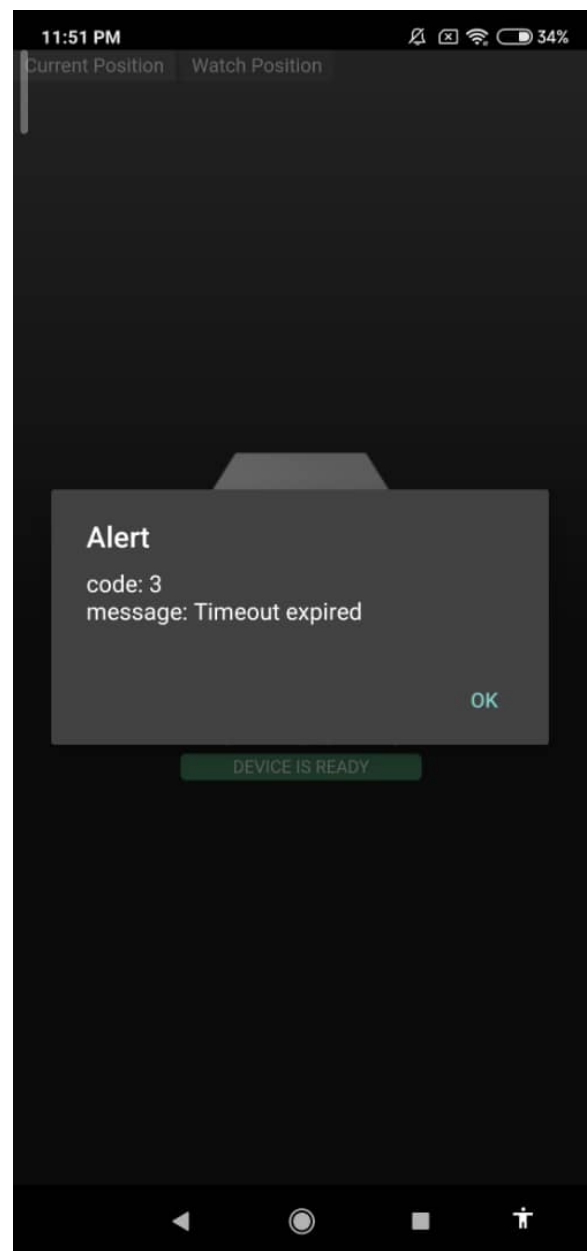 11:51 PM 34%
Current Position Watch Position
Alert
code: 3
message: Timeout expired
OK
DEVICE IS READY